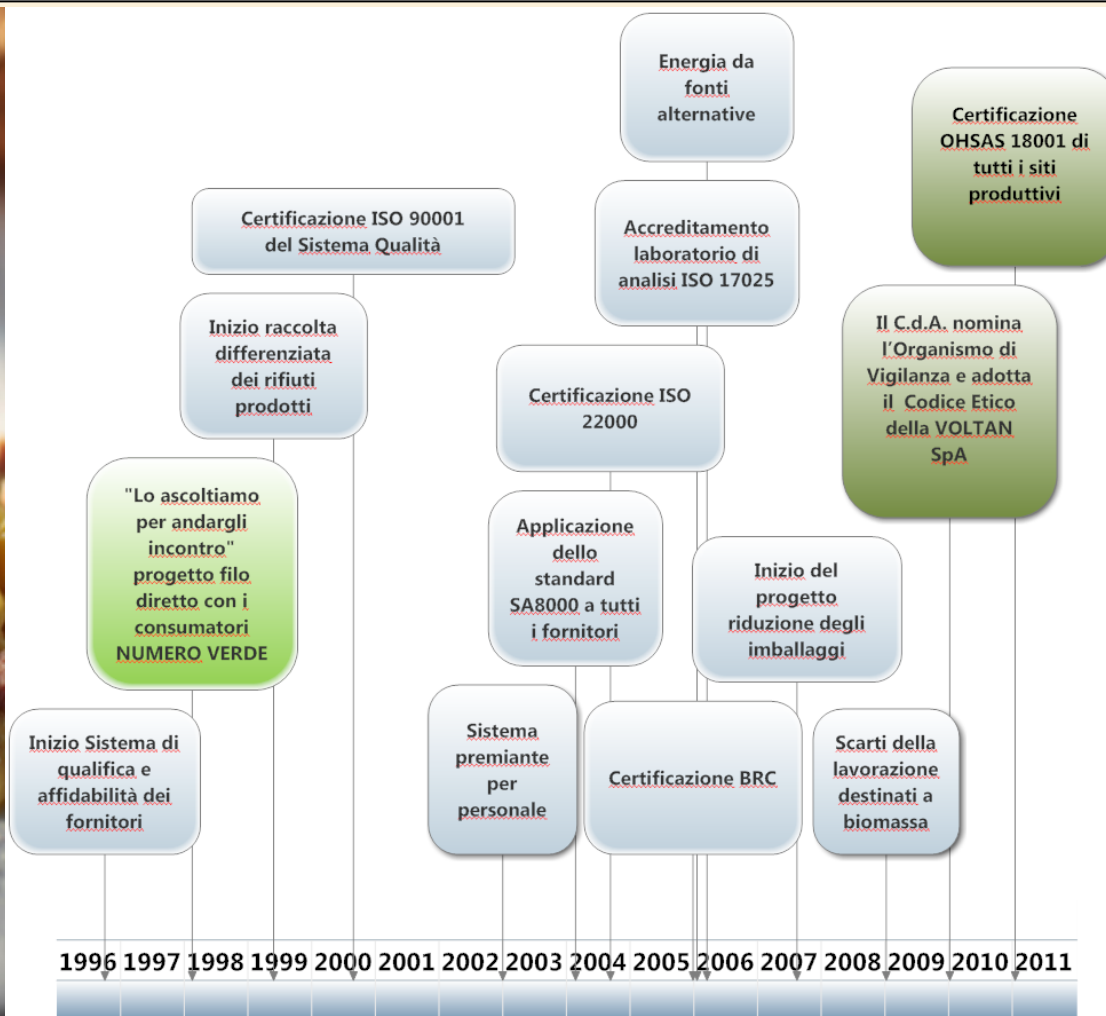 Energia da
fonti
alternative
Certificazione
OHSAS 18001 di
tutti i siti
produttivi
Certificazione ISO 90001
del Sistema Qualità
Accreditamento
laboratorio di
analisi ISO 17025
Inizio raccolta
differenziata
dei rifiuti
prodotti
Il C.d.A. nomina
l'Organismo di
Vigilanza e adotta
il Codice Etico
della VOLTAN
SpA
Certificazione ISO
22000
"Lo ascoltiamo
per andargli
incontro"
progetto filo
diretto con i
consumatori
NUMERO VERDE
Applicazione
dello
standard
SA8000 a tutti
i fornitori
Inizio del
progetto
riduzione degli
imballaggi
Inizio Sistema di
qualifica e
affidabilità dei
fornitori
Sistema
premiante
per
personale
Certificazione BRC
Scarti della
lavorazione
destinati a
biomassa
1996 1997 1998 1999 2000 2001 2002 2003 2004 2005 2006 2007 2008 2009 2010 2011